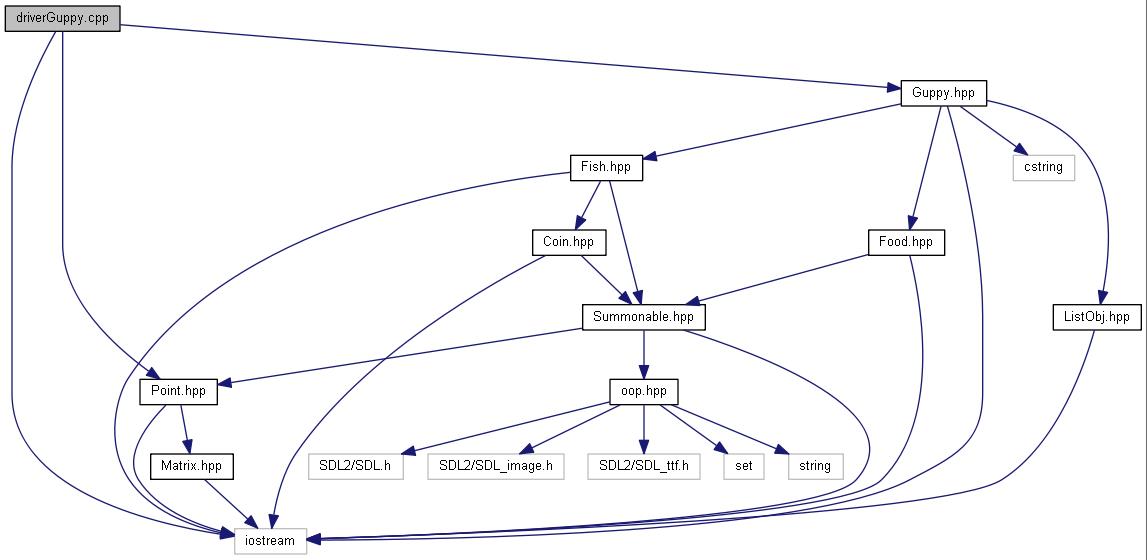 driverGuppy.cpp
Guppy.hpp
Fish.hpp
cstring
Coin.hpp
Food.hpp
Summonable.hpp
ListObj.hpp
Point.hpp
oop.hpp
Matrix.hpp
SDL2/SDL.h
SDL2/SDL_image.h
SDL2/SDL_ttf.h
set
string
iostream